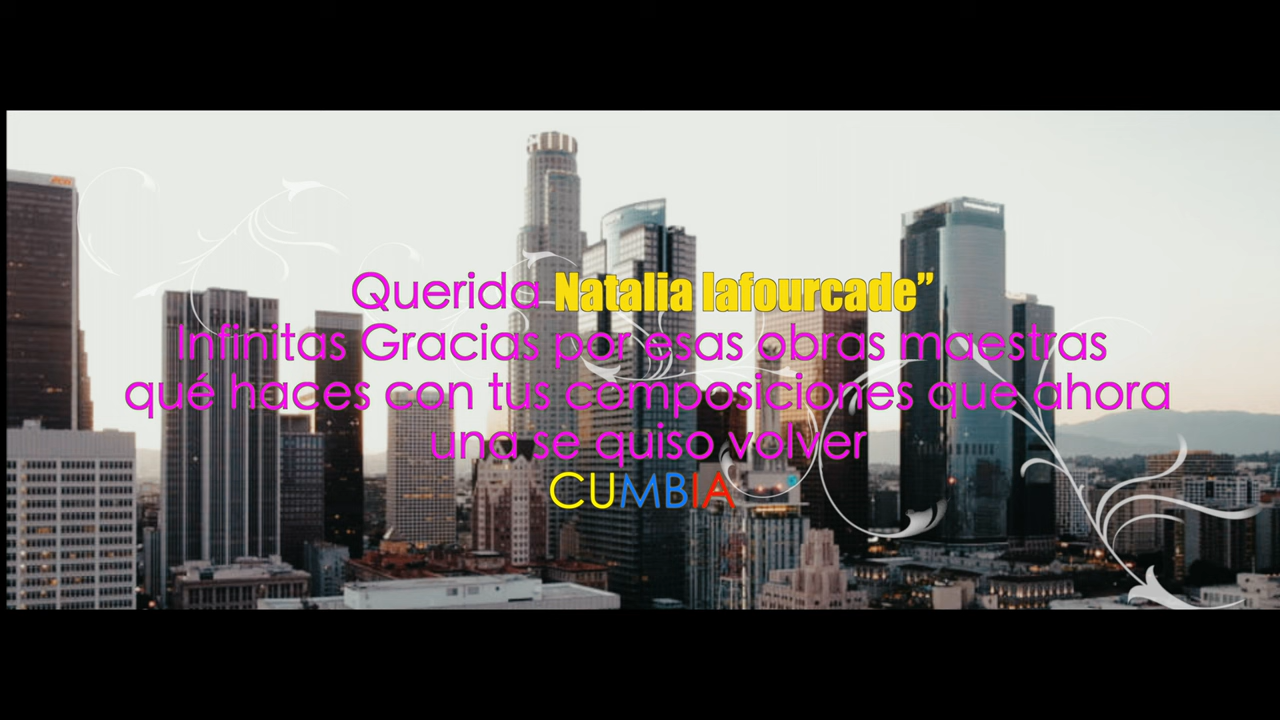 Querida Natalia lafourcade”
Infinitas Gracias por esas obras maestras
qué haces con tus composiciones que ahora
una se quiso volver
CUMBIA